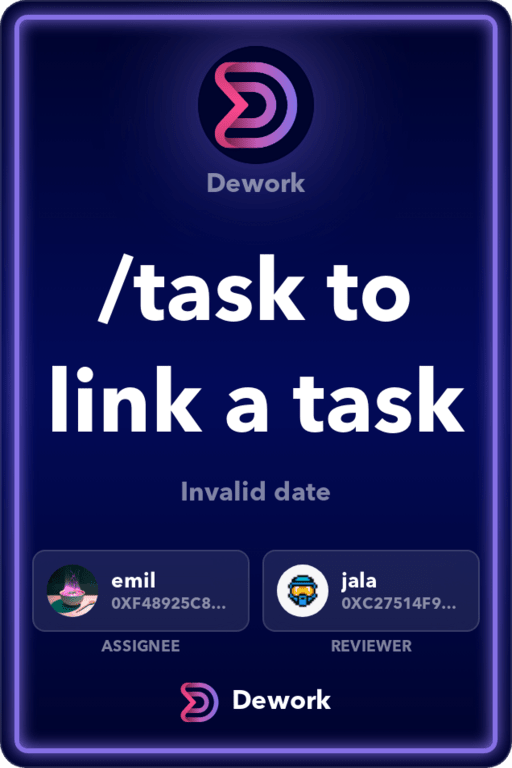 Dework
/task to
link a task
Invalid date
emil
0XF48925C8...
jala
0XC27514F9...
ASSIGNEE
REVIEWER
Dework